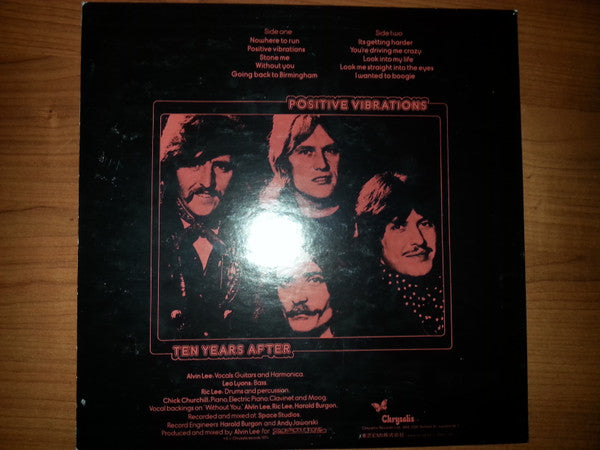 Side one
Nowhere to run
Positive vibrations
Stone me
Without you
Going back to Birmingham
Side two
Its getting harder
You're driving me crazy
Look into my life
Look me straight into the eyes
I wanted to boogie
POSITIVE VIBRATIONS
TEN YEARS AFTER
Alvin Lee: Vocals Guitars and Harmonica.
Leo Lyons: Bass
Ric Lee: Drums and percussion.
Chick Churchill: Piano, Electric Piano, Clavinet and Moog.
Vocal backings on 'Without You,' Alvin Lee, Ric Lee, Harold Burgon.
Recorded and mixed at: Space Studios
Record Engineers Harold Burgon and Andy Jaworski
Produced and mixed by Alvin Lee for
Chrysalis